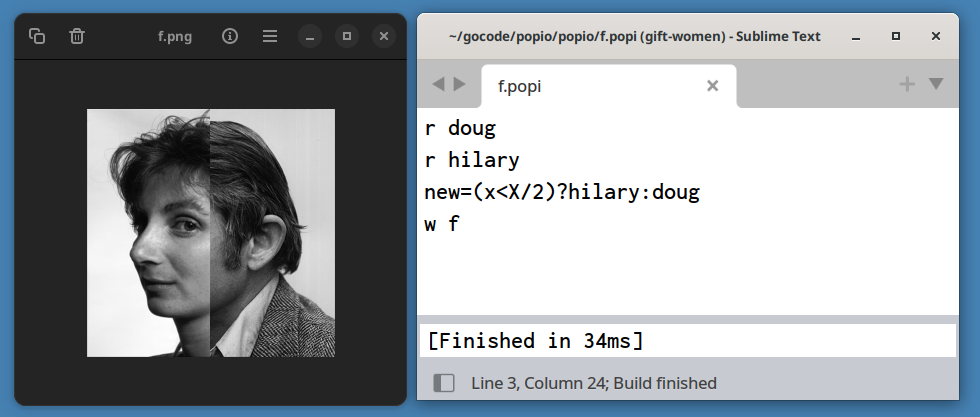 f.png
~/gocode/popio/popio/f.popi (gift-women) - Sublime Text
f.popi
r doug
r hilary
new=(x<X/2)?hilary:doug
w f
[Finished in 34ms]
Line 3, Column 24; Build finished